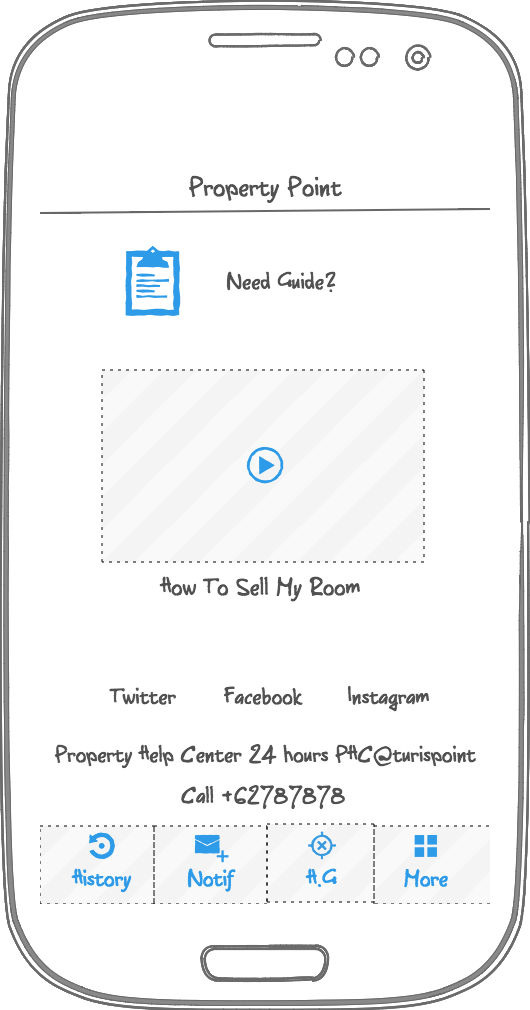 Property Point
Need Guide?
How To Sell My Room
Twitter Facebook Instagram
Property Help Center 24 hours PHC@turispoint
Call +62787878
History Notif H.G More